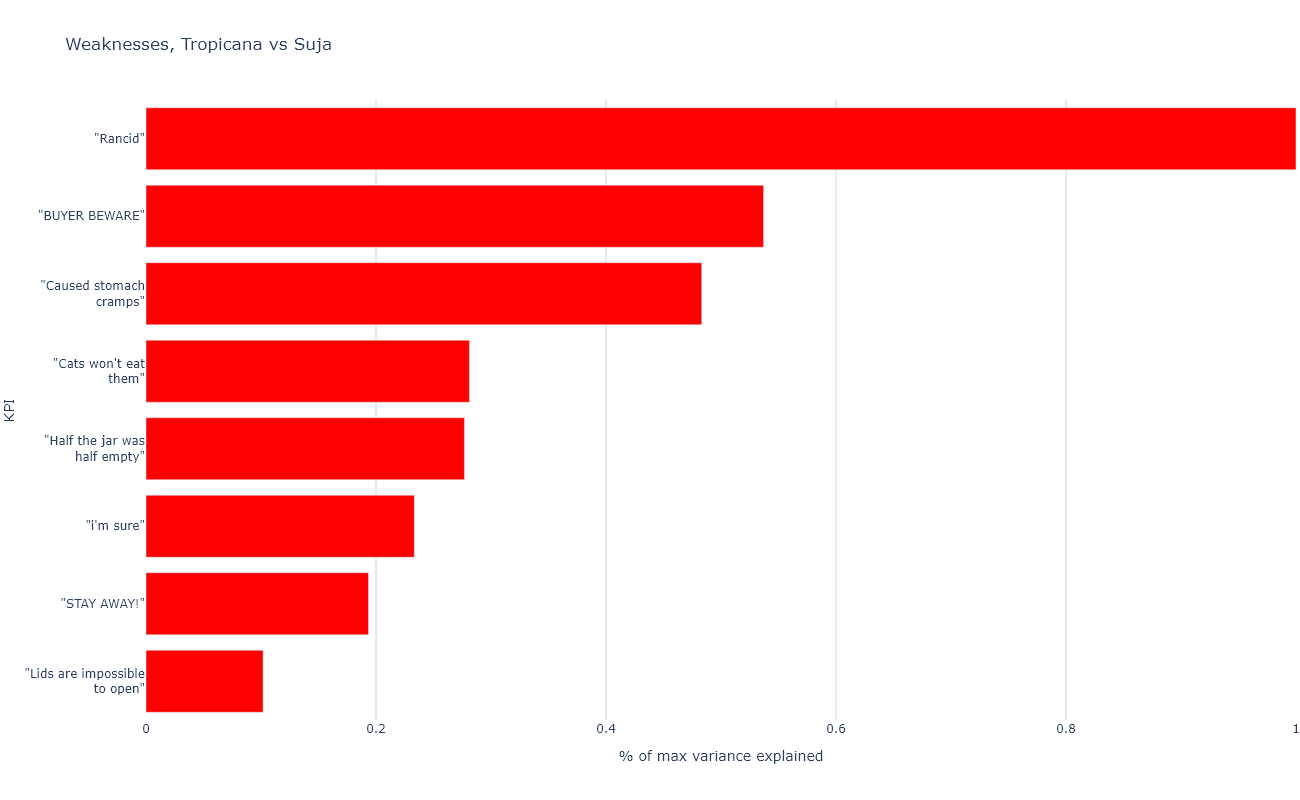 Weaknesses, Tropicana vs Suja
"Rancid"
"BUYER BEWARE"
"Caused stomach
cramps"
"Cats won't eat
them"
"Half the jar was
half empty"
"i'm sure"
"STAY AWAY!"
"Lids are impossible
to open"
KPI
0 0.2 0.4 0.6 0.8 1
% of max variance explained